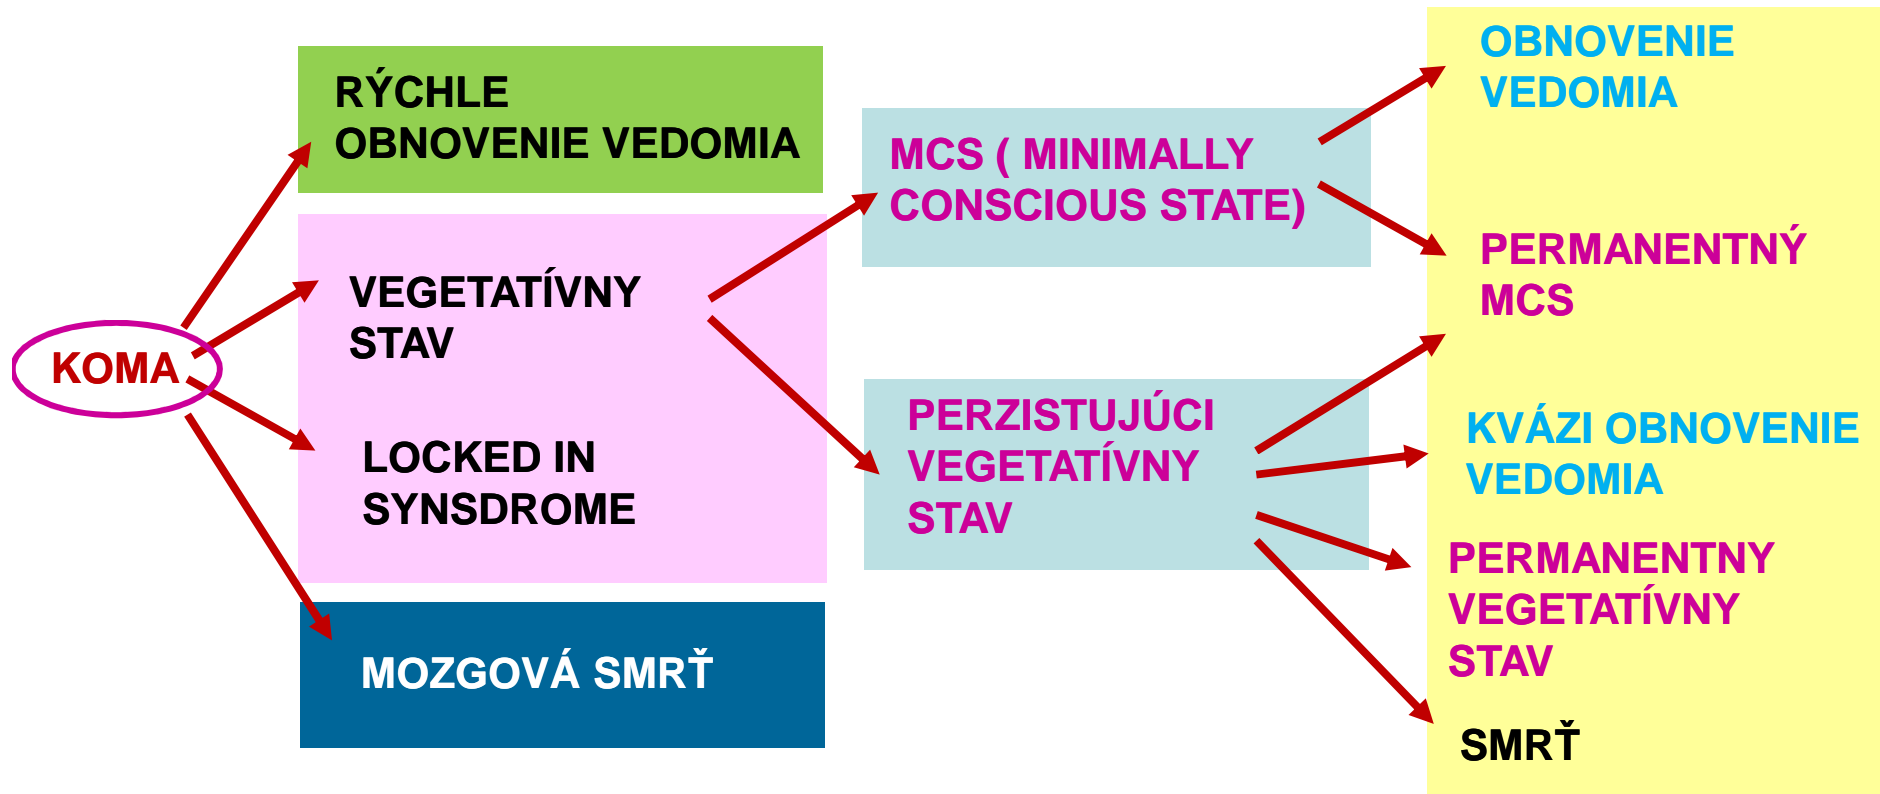 KOMA
RÝCHLE
OBNOVENIE VEDOMIA
VEGETATÍVNY
STAV
LOCKED IN
SYNSDROME
MOZGOVÁ SMRŤ
MCS ( MINIMALLY
CONSCIOUS STATE)
PERZISTUJÚCI
VEGETATÍVNY
STAV
OBNOVENIE
VEDOMIA
PERMANENTNÝ
MCS
KVÁZI OBNOVENIE
VEDOMIA
PERMANENTNY
VEGETATÍVNY
STAV
SMRŤ